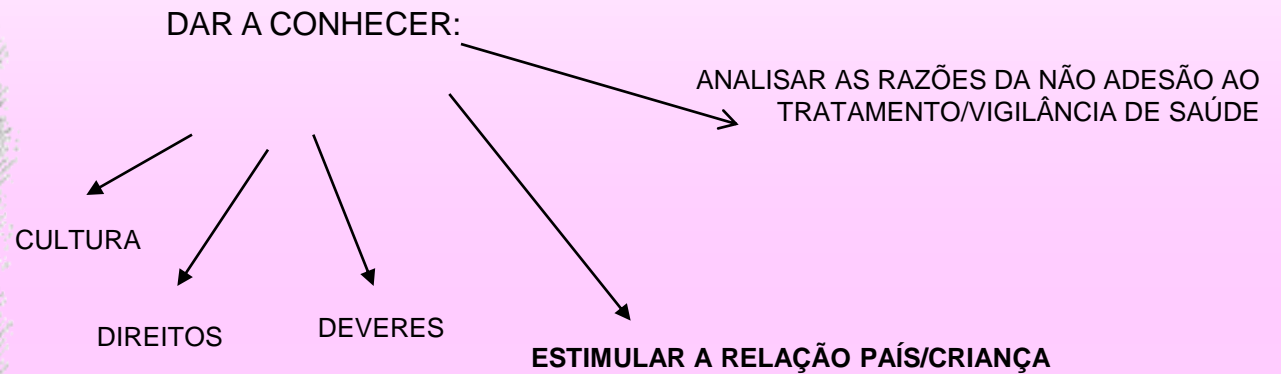 DAR A CONHECER:
ANALISAR AS RAZÕES DA NÃO ADESÃO AO
TRATAMENTO/VIGILÂNCIA DE SAÚDE
CULTURA
DIREITOS
DEVERES
ESTIMULAR A RELAÇÃO PAÍS/CRIANÇA